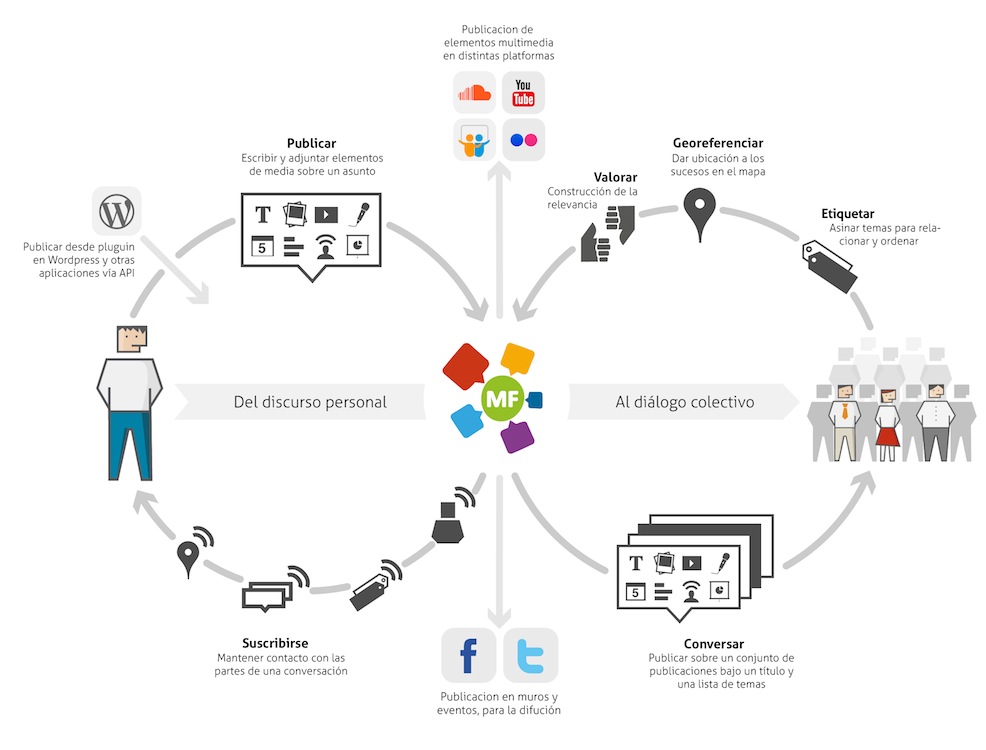 Publicacion de
elementos multimedia
en distintas platformas
You
Tube
Publicar
Escribir y adjuntar elementos
de media sobre un asunto
T
5
Georeferenciar
Dar ubicación a los
sucesos en el mapa
Valorar
Construcción de la
relevancia
Etiquetar
Asinar temas para rela-
cionar y ordenar
W
Publicar desde pluguin
en Wordpress y otras
aplicaciones vía API
Del discurso personal
MF
Al diálogo colectivo
T
5
Suscribirse
Mantener contacto con las
partes de una conversación
f
t
Publicacion en muros y
eventos, para la difución
Conversar
Publicar sobre un conjunto de
publicaciones bajo un título y
una lista de temas